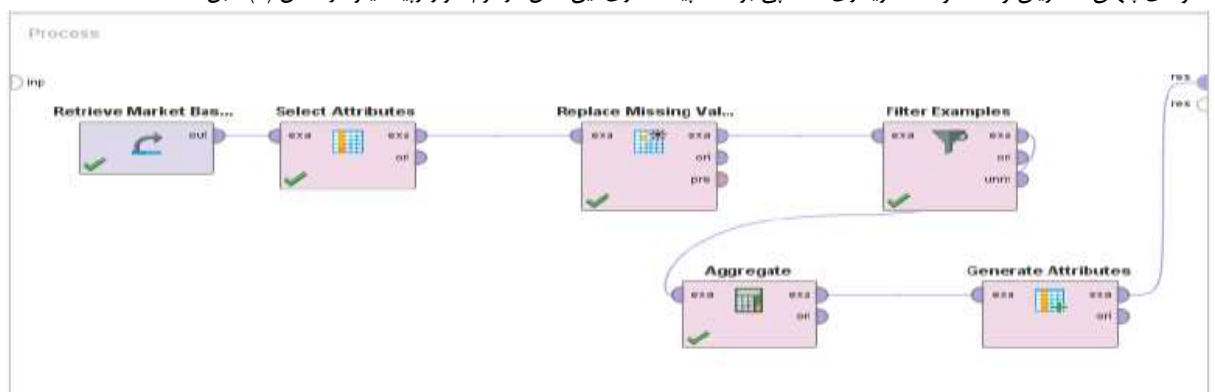 Process
inp
res
res
Retrieve Market Bas...
out
Select Attributes
exa
exa
ori
Replace Missing Val...
exa
exa
ori
pre
Filter Examples
exa
exa
ori
unm
Aggregate
exa
exa
ori
Generate Attributes
exa
exa
ori